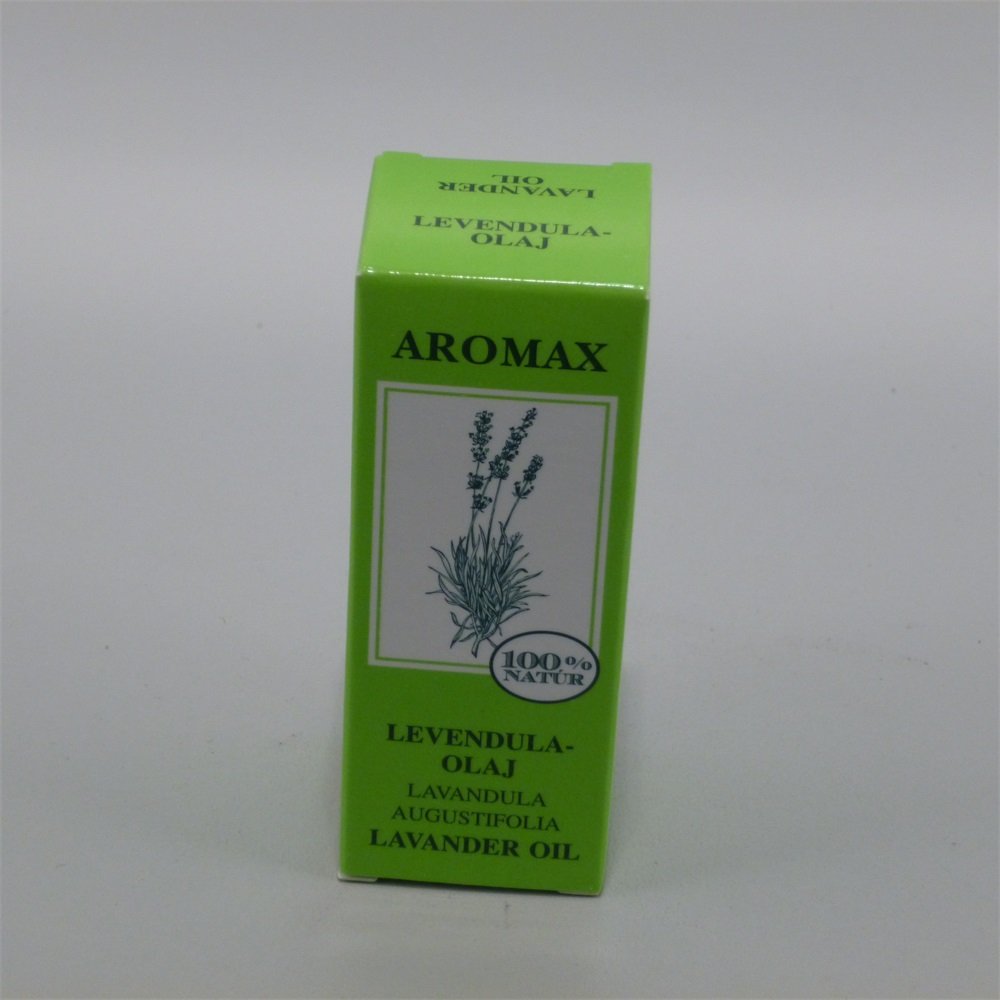 LAVANDER
OIL
LEVENDULA-
OLAJ
AROMAX
100%
NATÚR
LEVENDULA-
OLAJ
LAVANDULA
AUGUSTIFOLIA
LAVANDER OIL